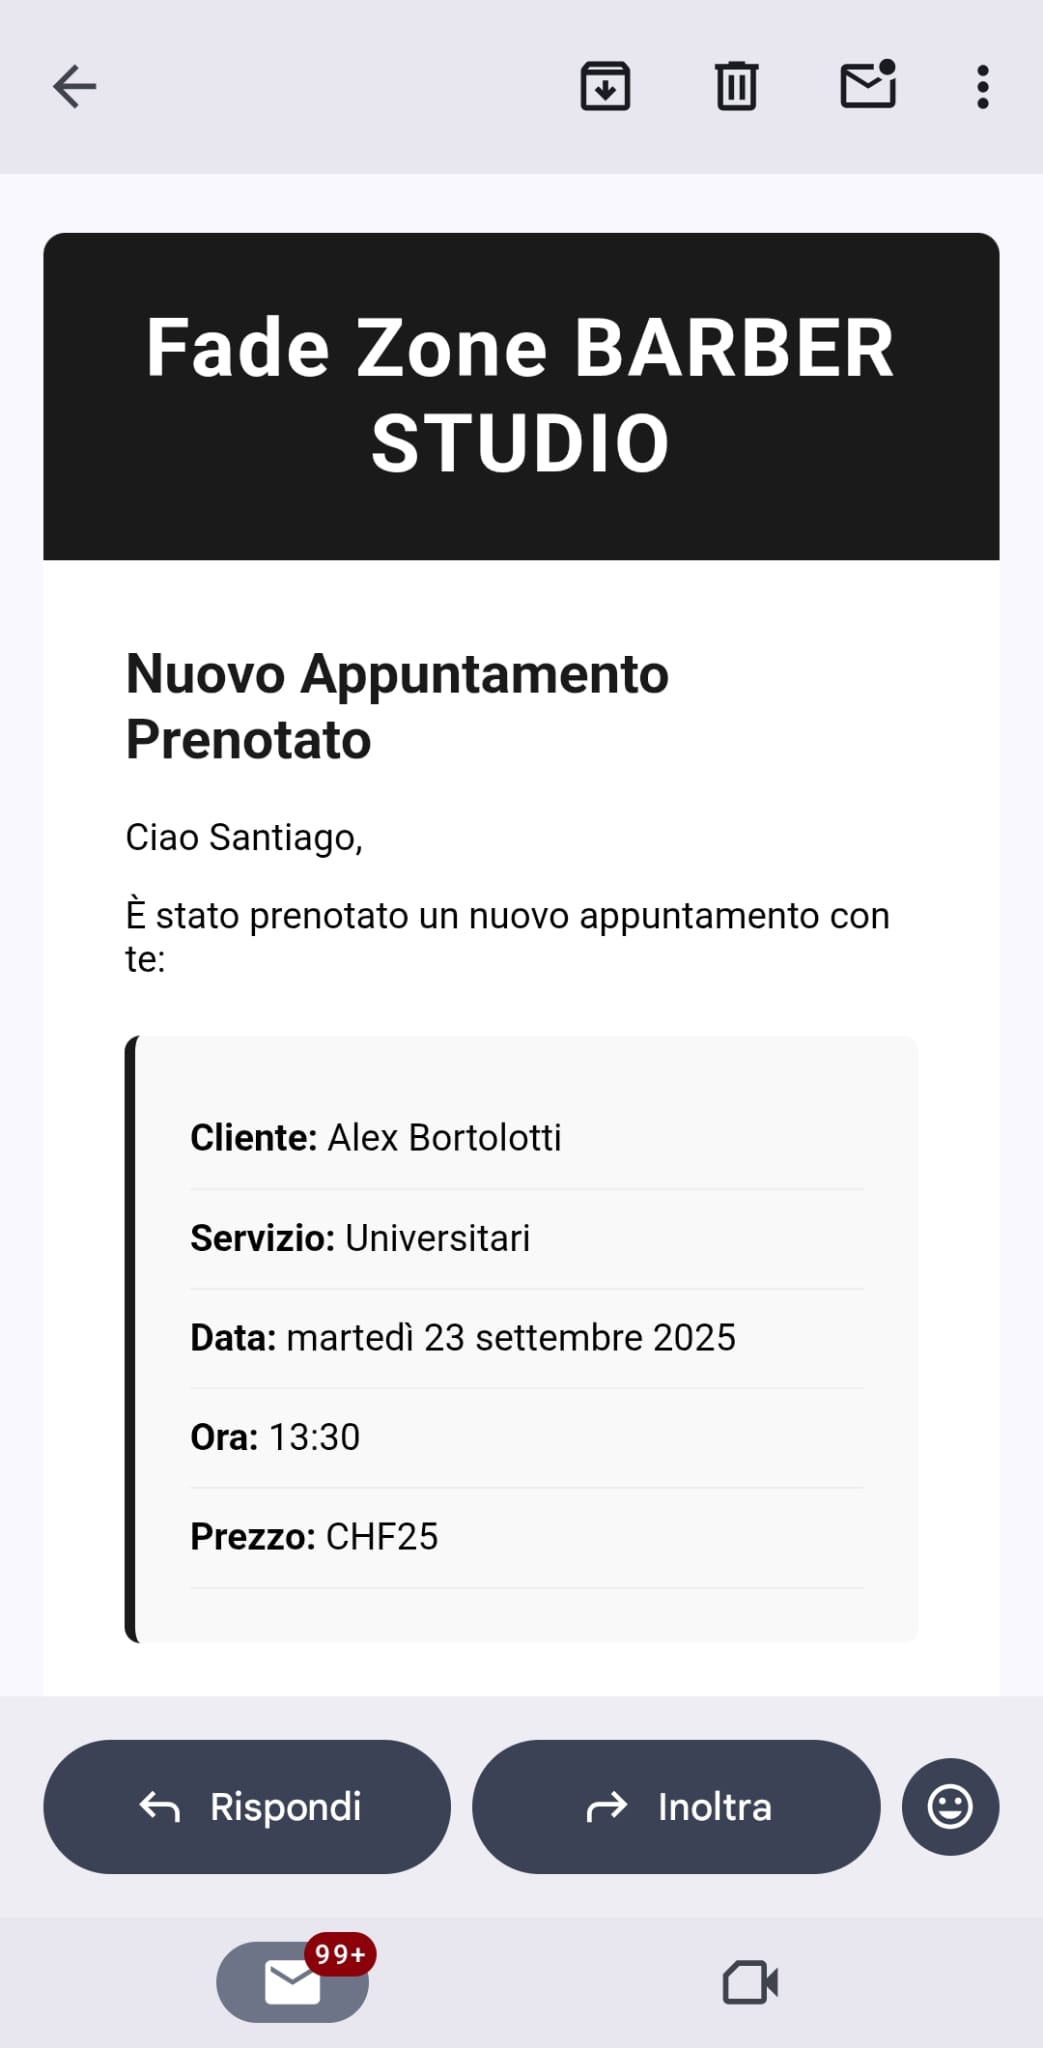 Fade Zone BARBER
STUDIO
Nuovo Appuntamento
Prenotato
Ciao Santiago,
È stato prenotato un nuovo appuntamento con
te:
Cliente: Alex Bortolotti
Servizio: Universitari
Data: martedì 23 settembre 2025
Ora: 13:30
Prezzo: CHF25
Rispondi
Inoltra
99+